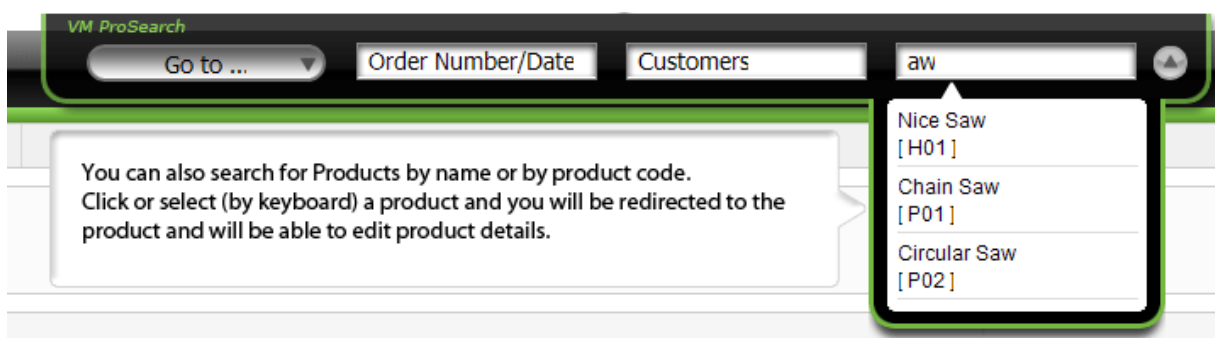 VM ProSearch
Go to ...
Order Number/Date
Customers
aw
Nice Saw
[ H01 ]
Chain Saw
[ P01 ]
Circular Saw
[ P02 ]
You can also search for Products by name or by product code.
Click or select (by keyboard) a product and you will be redirected to the
product and will be able to edit product details.